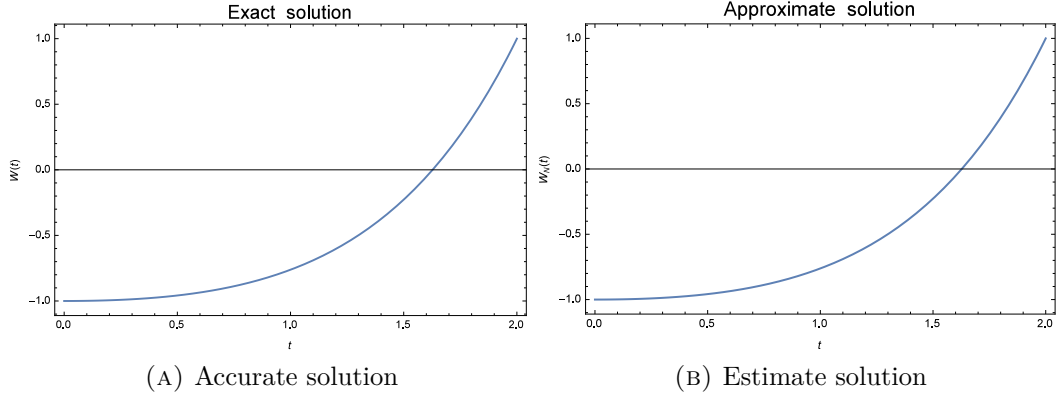 Exact solution
1.0
0.5
0.0
-0.5
-1.0
W(t)
0.0 0.5 1.0 1.5 2.0
t
(A) Accurate solution
Approximate solution
1.0
0.5
0.0
-0.5
-1.0
W_N(t)
0.0 0.5 1.0 1.5 2.0
t
(B) Estimate solution